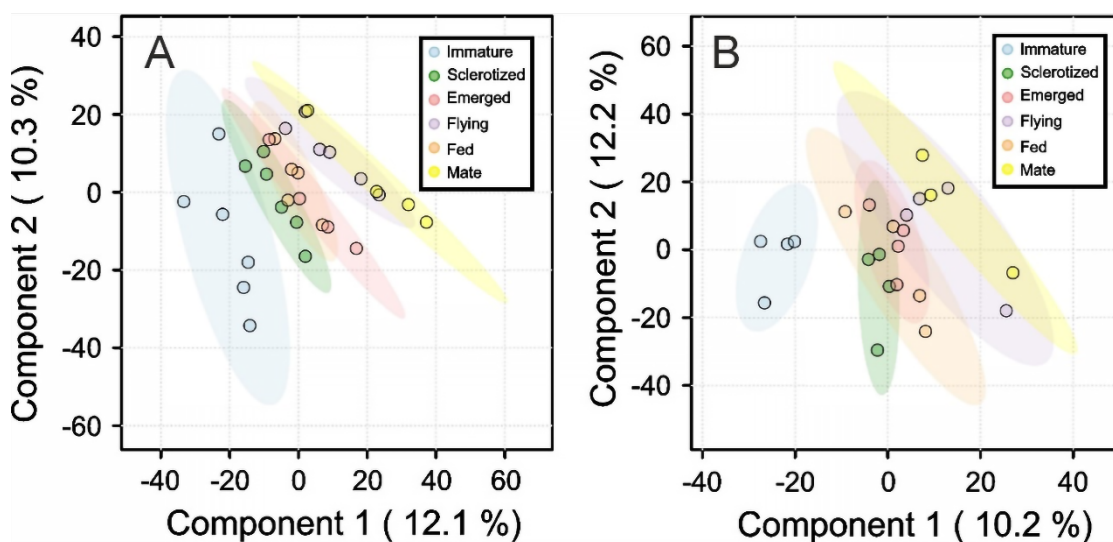 A
40
20
0
-20
-40
-60
Component 2 ( 10.3 %)
Immature
Sclerotized
Emerged
Flying
Fed
Mate
-40 -20 0 20 40 60
Component 1 ( 12.1 %)
B
60
40
20
0
-20
-40
Component 2 ( 12.2 %)
Immature
Sclerotized
Emerged
Flying
Fed
Mate
-40 -20 0 20 40
Component 1 ( 10.2 %)